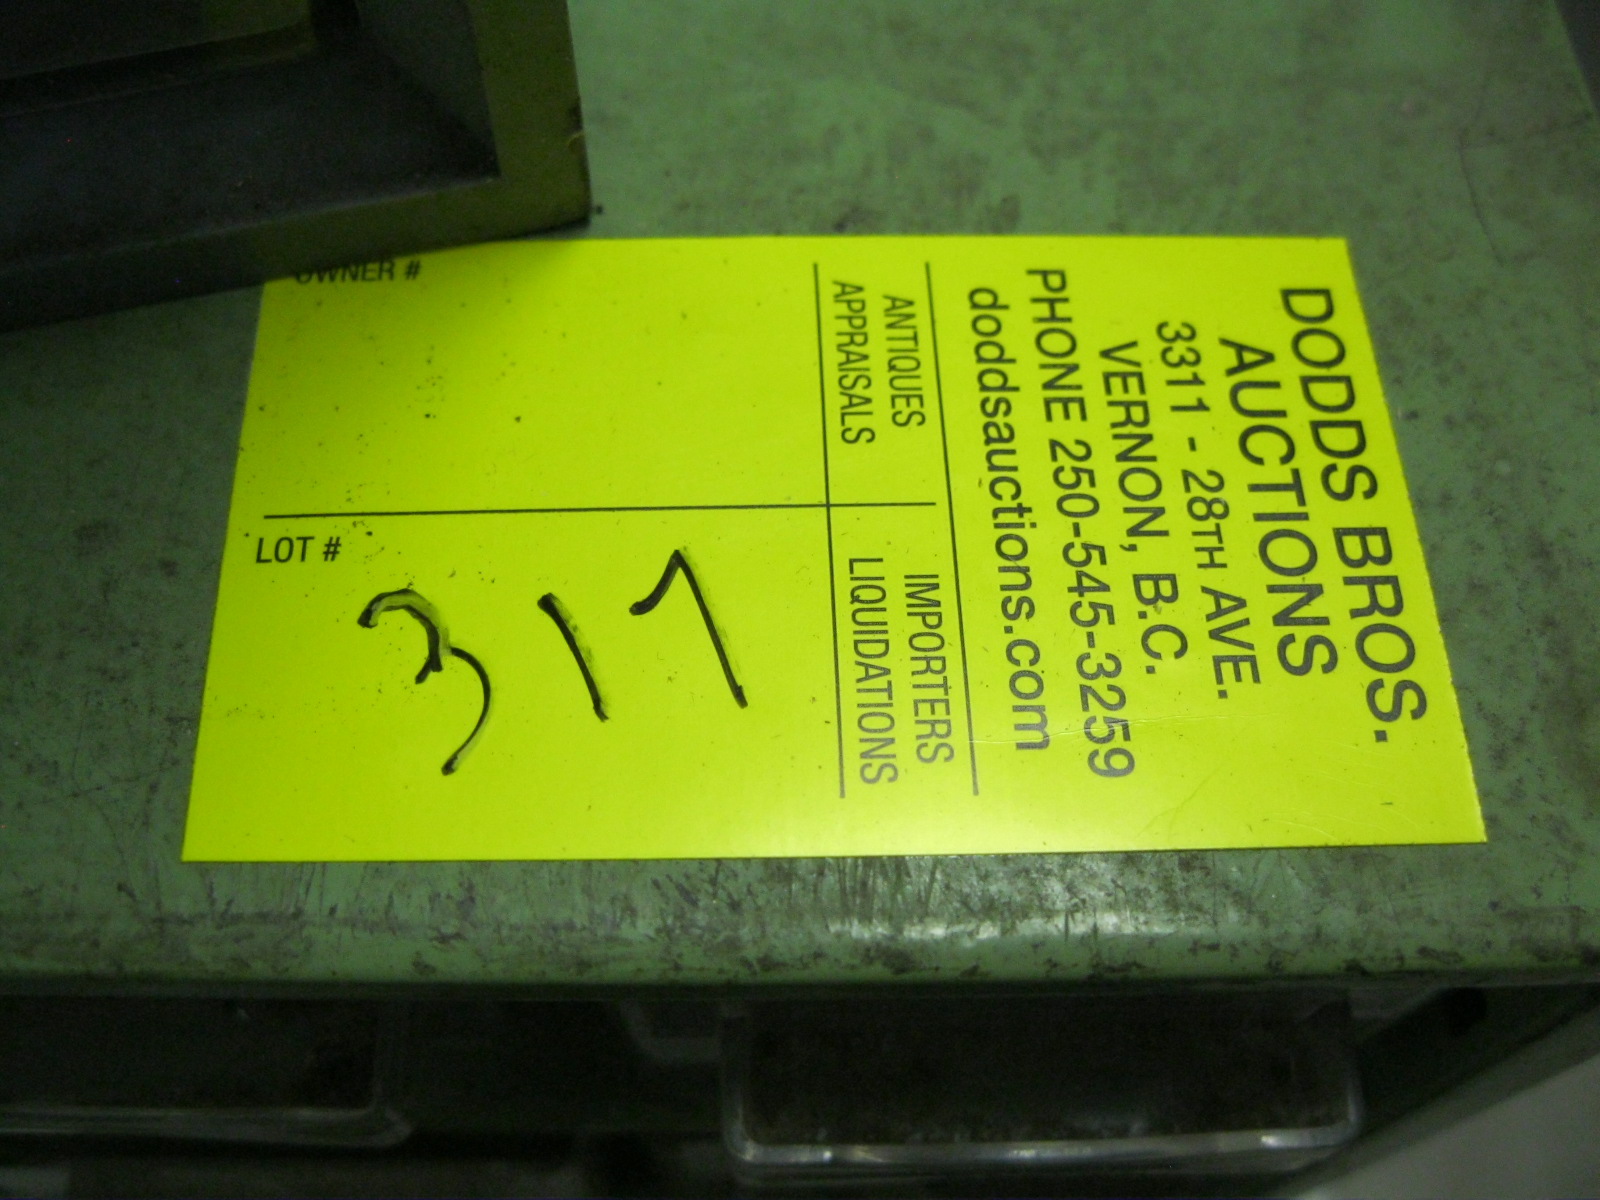 DODDS BROS.
AUCTIONS
3311 - 28TH AVE.
VERNON, B.C.
PHONE 250-545-3259
doddsauctions.com
ANTIQUES IMPORTERS
APPRAISALS LIQUIDATIONS
OWNER #
LOT #
317